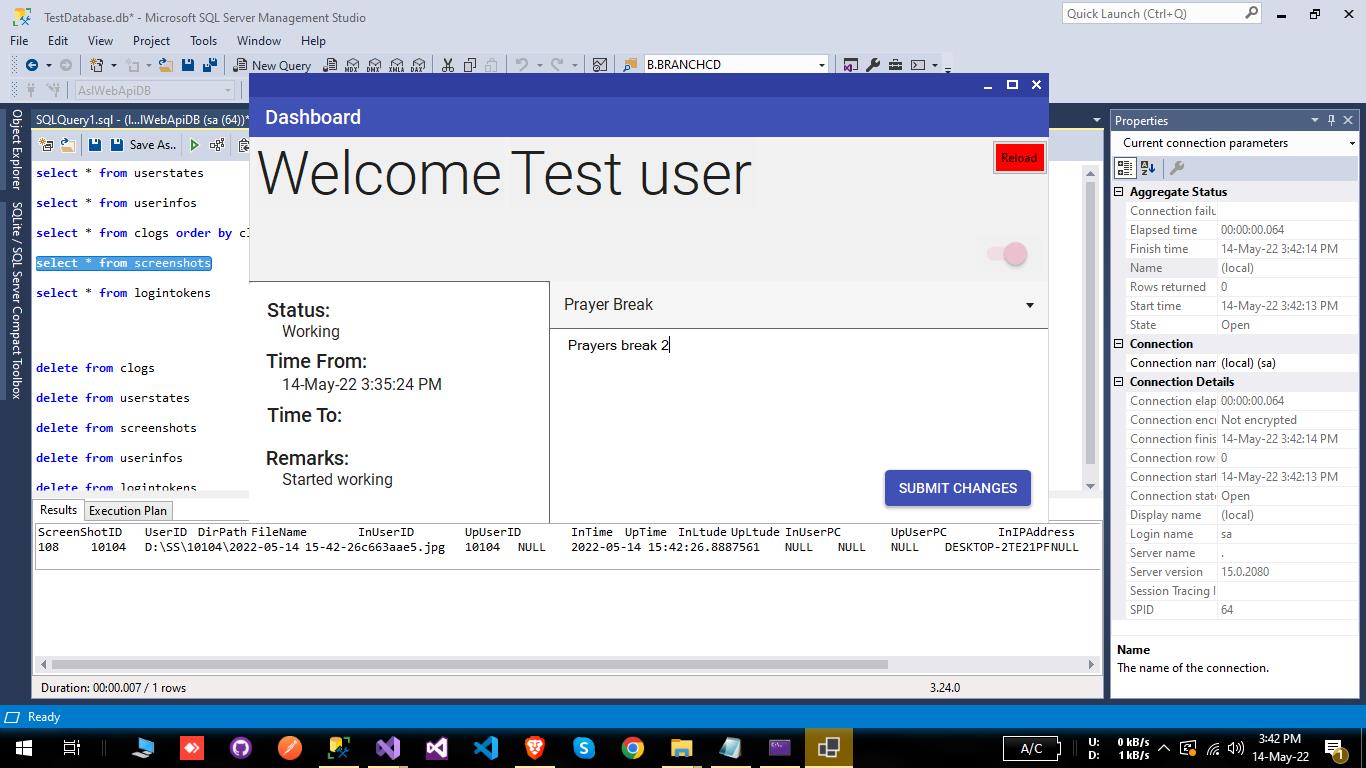 TestDatabase.db* - Microsoft SQL Server Management Studio
Quick Launch (Ctrl+Q)
File Edit View Project Tools Window Help
New Query
MDX DMX XMLA DAX
B.BRANCHCD
AslWebApiDB
Object Explorer
SQLite / SQL Server Compact Toolbox
SQLQuery1.sql - (l...lWebApiDB (sa (64))*
Save As..
select * from userstates
select * from userinfos
select * from clogs order by cl
select * from screenshots
select * from logintokens
delete from clogs
delete from userstates
delete from screenshots
delete from userinfos
delete from logintokens
Dashboard
Welcome Test user
Reload
Status:
Working
Time From:
14-May-22 3:35:24 PM
Time To:
Remarks:
Started working
Prayer Break
Prayers break 2
SUBMIT CHANGES
Results Execution Plan
ScreenShotID UserID DirPath FileName InUserID UpUserID InTime UpTime InLtude UpLtude InUserPC UpUserPC InIPAddress
108 10104 D:\SS\10104\2022-05-14 15-42-26c663aae5.jpg 10104 NULL 2022-05-14 15:42:26.8887561 NULL NULL NULL DESKTOP-2TE21PF NULL
Duration: 00:00.007 / 1 rows
3.24.0
Properties
Current connection parameters
Aggregate Status
Connection failu
Elapsed time 00:00:00.064
Finish time 14-May-22 3:42:14 PM
Name (local)
Rows returned 0
Start time 14-May-22 3:42:13 PM
State Open
Connection
Connection nam (local) (sa)
Connection Details
Connection elap 00:00:00.064
Connection encr Not encrypted
Connection finis 14-May-22 3:42:14 PM
Connection row 0
Connection start 14-May-22 3:42:13 PM
Connection state Open
Display name (local)
Login name sa
Server name .
Server version 15.0.2080
Session Tracing I
SPID 64
Name
The name of the connection.
Ready
A/C
U: 0 kB/s
D: 1 kB/s
3:42 PM
14-May-22
1